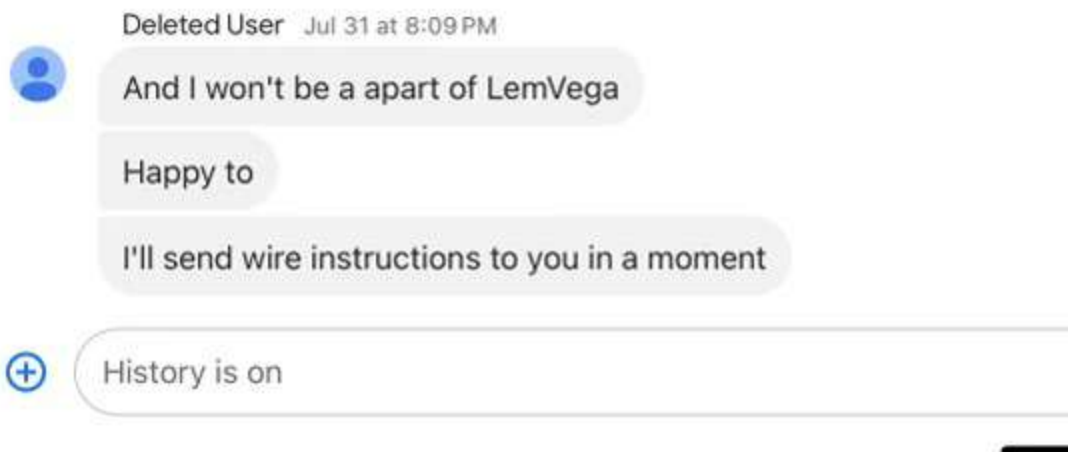 Deleted User Jul 31 at 8:09 PM
And I won't be a apart of LemVega
Happy to
I'll send wire instructions to you in a moment
History is on